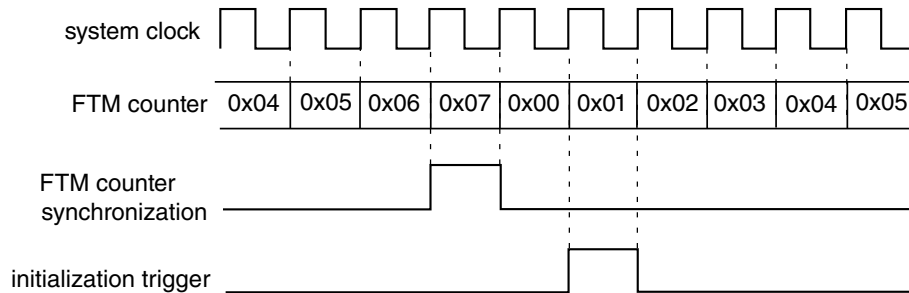 system clock
FTM counter 0x04 0x05 0x06 0x07 0x00 0x01 0x02 0x03 0x04 0x05
FTM counter
synchronization
initialization trigger